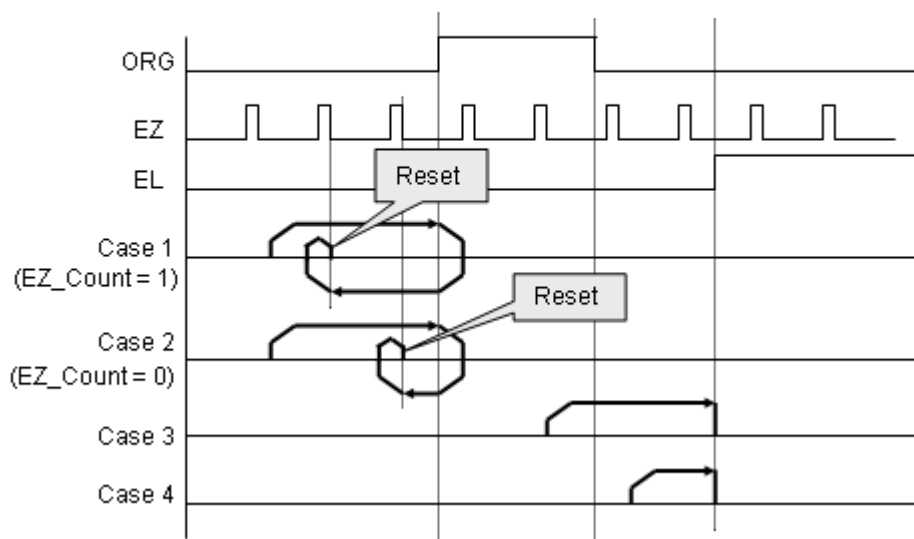 ORG
EZ
EL
Reset
Case 1
(EZ_Count = 1)
Reset
Case 2
(EZ_Count = 0)
Case 3
Case 4